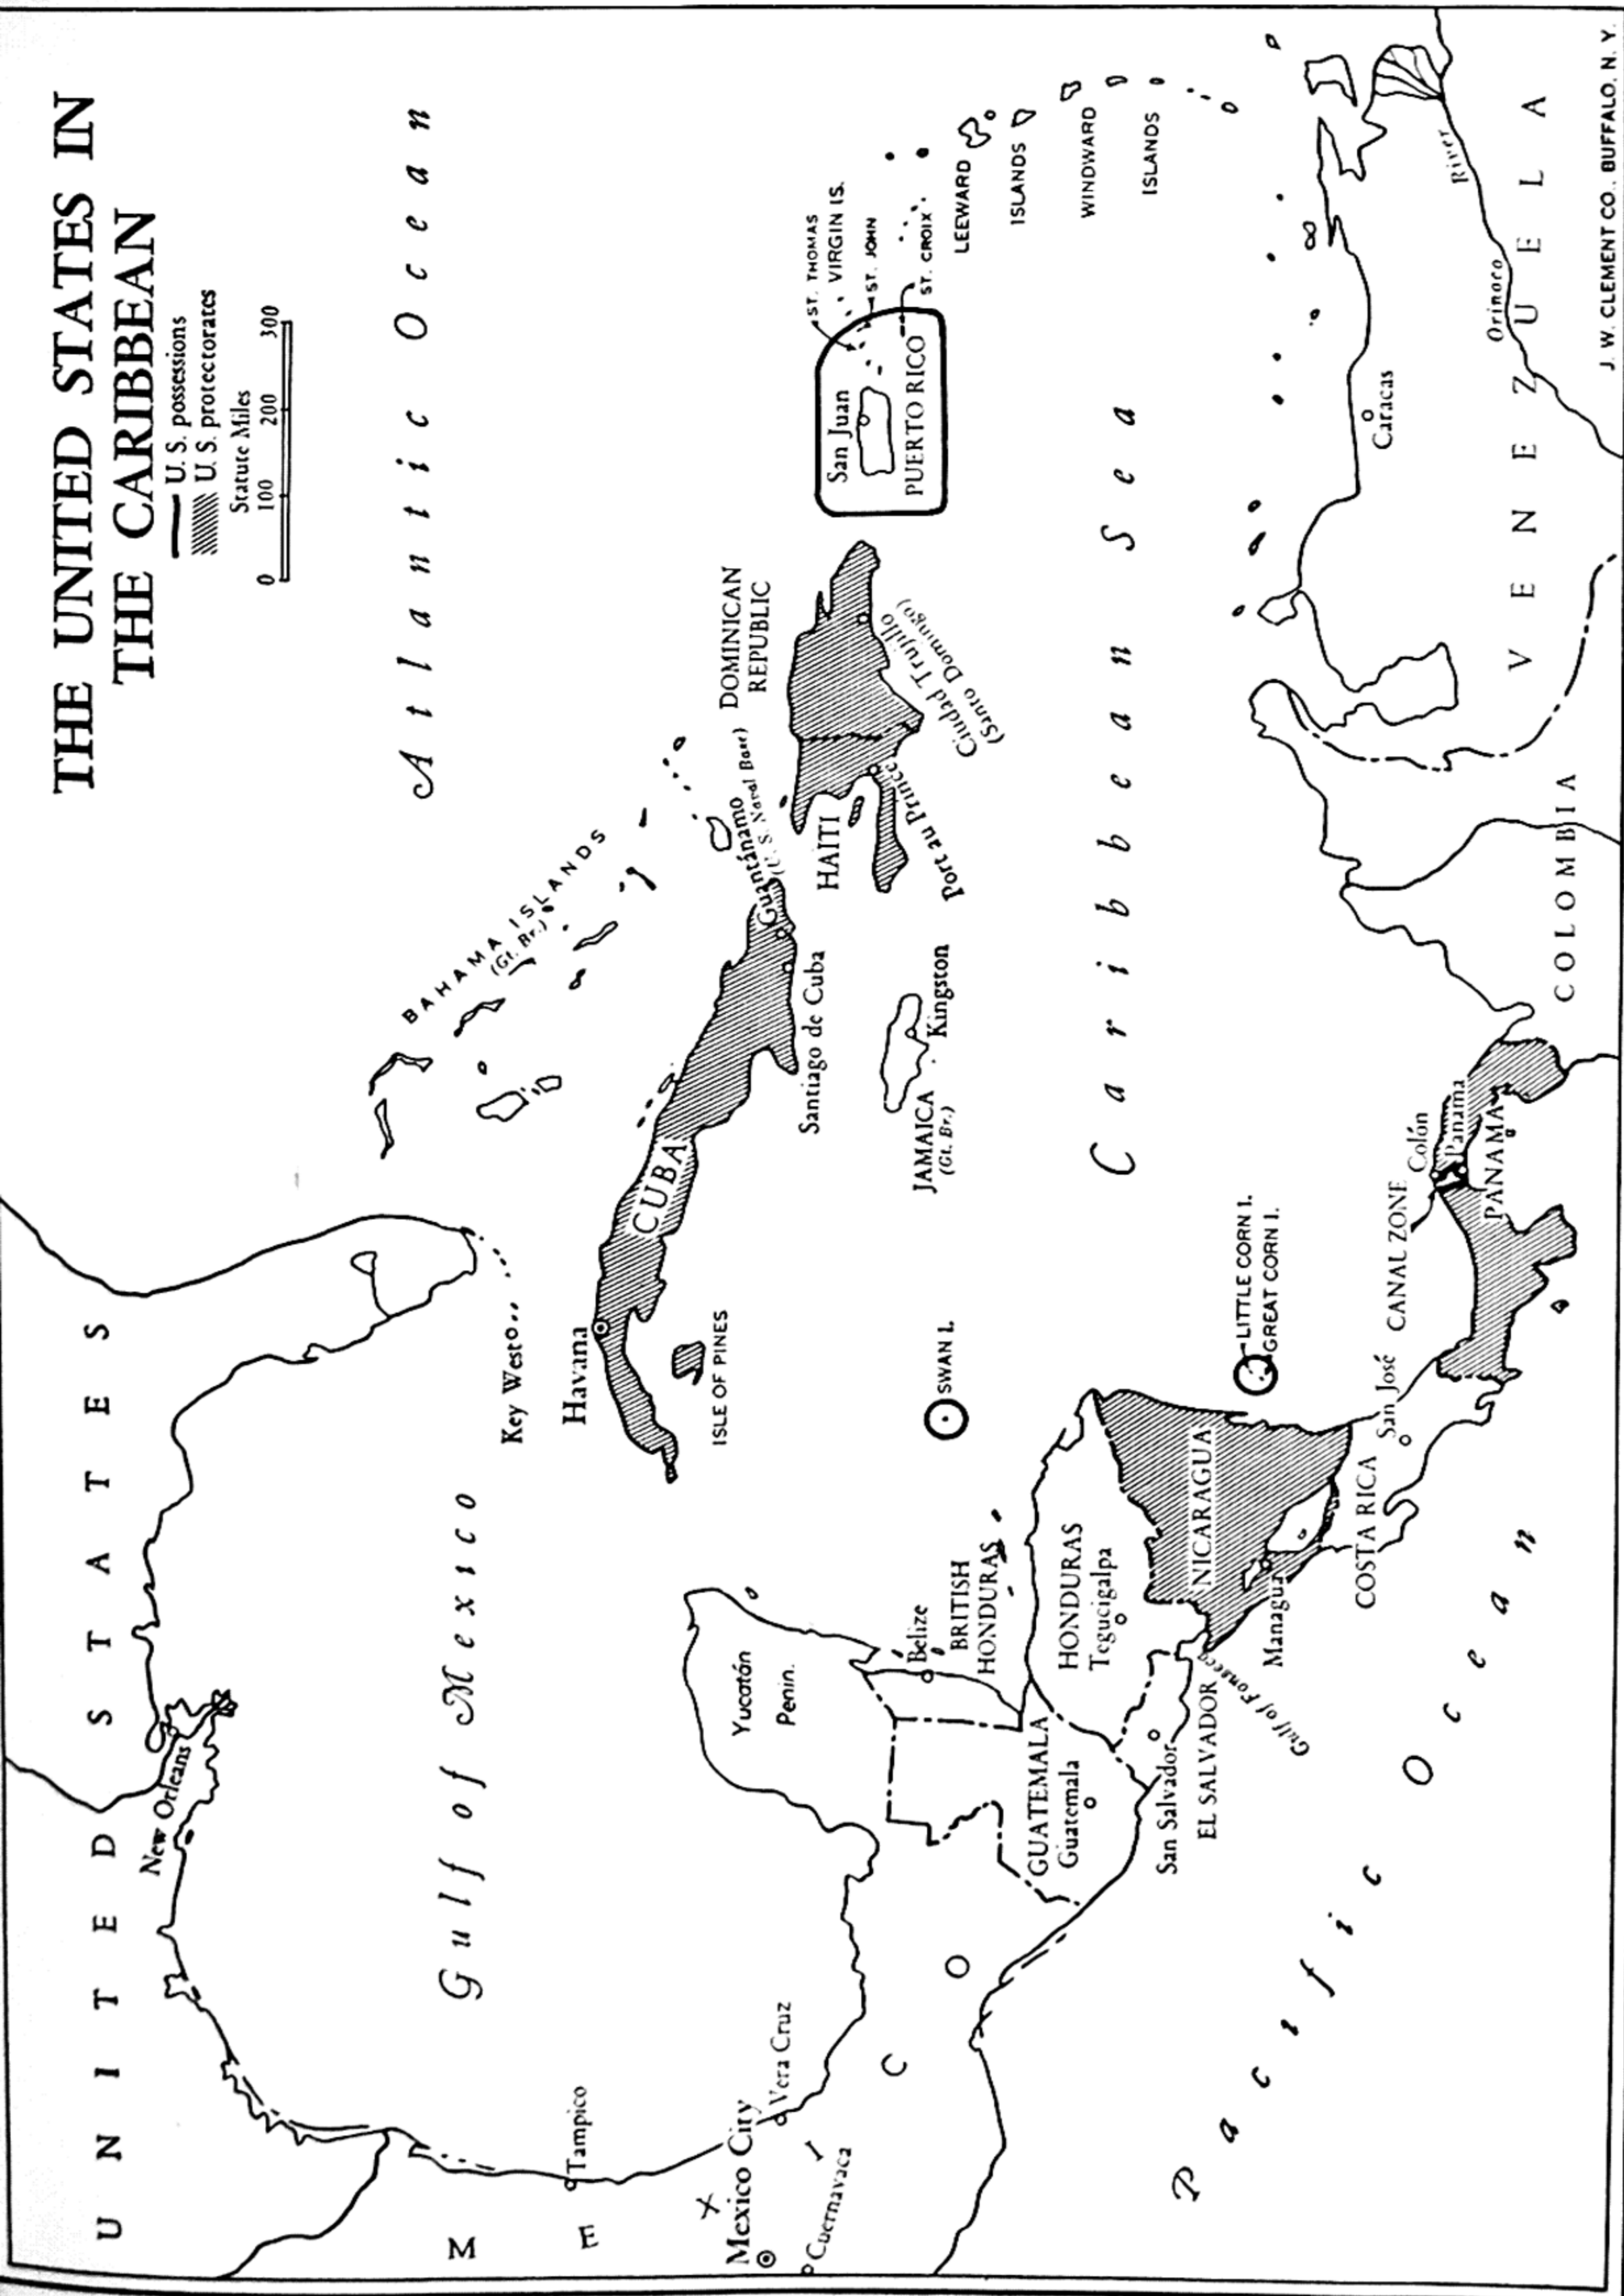 THE UNITED STATES IN
THE CARIBBEAN
U. S. possessions
U. S. protectorates
Statute Miles
0 100 200 300
UNITED STATES
New Orleans
Atlantic Ocean
Gulf of Mexico
Key West
Havana
CUBA
ISLE OF PINES
BAHAMA ISLANDS
(Gt. Br.)
Guantánamo
(U. S. Naval Base)
Santiago de Cuba
DOMINICAN
REPUBLIC
HAITI
Port au Prince
Ciudad Trujillo
(Santo Domingo)
San Juan
PUERTO RICO
ST. THOMAS
VIRGIN IS.
ST. JOHN
ST. CROIX
LEEWARD
ISLANDS
WINDWARD
ISLANDS
JAMAICA
(Gt. Br.)
Kingston
MEXICO
Tampico
Mexico City
Vera Cruz
Cuernavaca
Yucatán
Penin.
Belize
BRITISH
HONDURAS
SWAN I.
GUATEMALA
Guatemala
HONDURAS
Tegucigalpa
San Salvador
EL SALVADOR
Gulf of Fonseca
NICARAGUA
Managua
LITTLE CORN I.
GREAT CORN I.
COSTA RICA
San José
CANAL ZONE
Colón
Panama
PANAMA
Caribbean Sea
Pacific Ocean
COLOMBIA
VENEZUELA
Caracas
Orinoco River
J. W. CLEMENT CO., BUFFALO, N. Y.